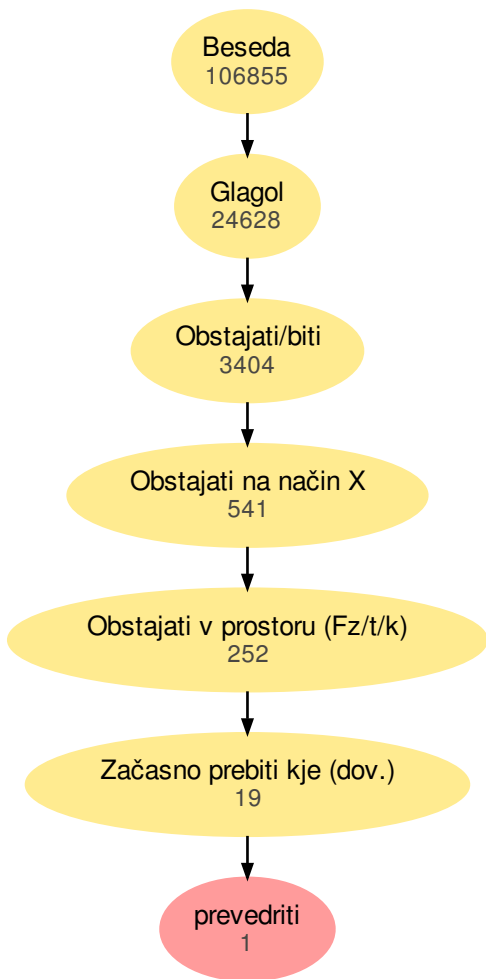 Beseda
106855
Glagol
24628
Obstajati/biti
3404
Obstajati na način X
541
Obstajati v prostoru (Fz/t/k)
252
Začasno prebiti kje (dov.)
19
prevedriti
1